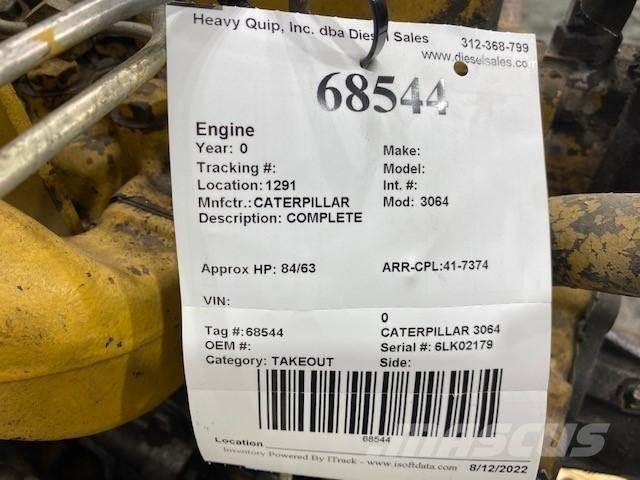 Heavy Quip, Inc. dba Diesel Sales 312-368-799
www.dieselsales.com
68544
Engine
Year: 0 Make:
Tracking #: Model:
Location: 1291 Int. #:
Mnfctr.: CATERPILLAR Mod: 3064
Description: COMPLETE
Approx HP: 84/63 ARR-CPL:41-7374
VIN:
0
Tag #:68544 CATERPILLAR 3064
OEM #: Serial #: 6LK02179
Category: TAKEOUT Side:
68544
Location
Inventory Powered By ITrack - www.isoftdata.com 8/12/2022
MASCUS